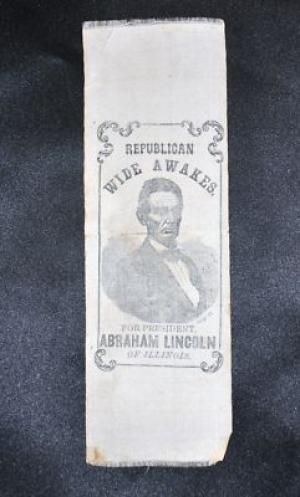 REPUBLICAN
WIDE AWAKES.
FOR PRESIDENT,
ABRAHAM LINCOLN
OF ILLINOIS.